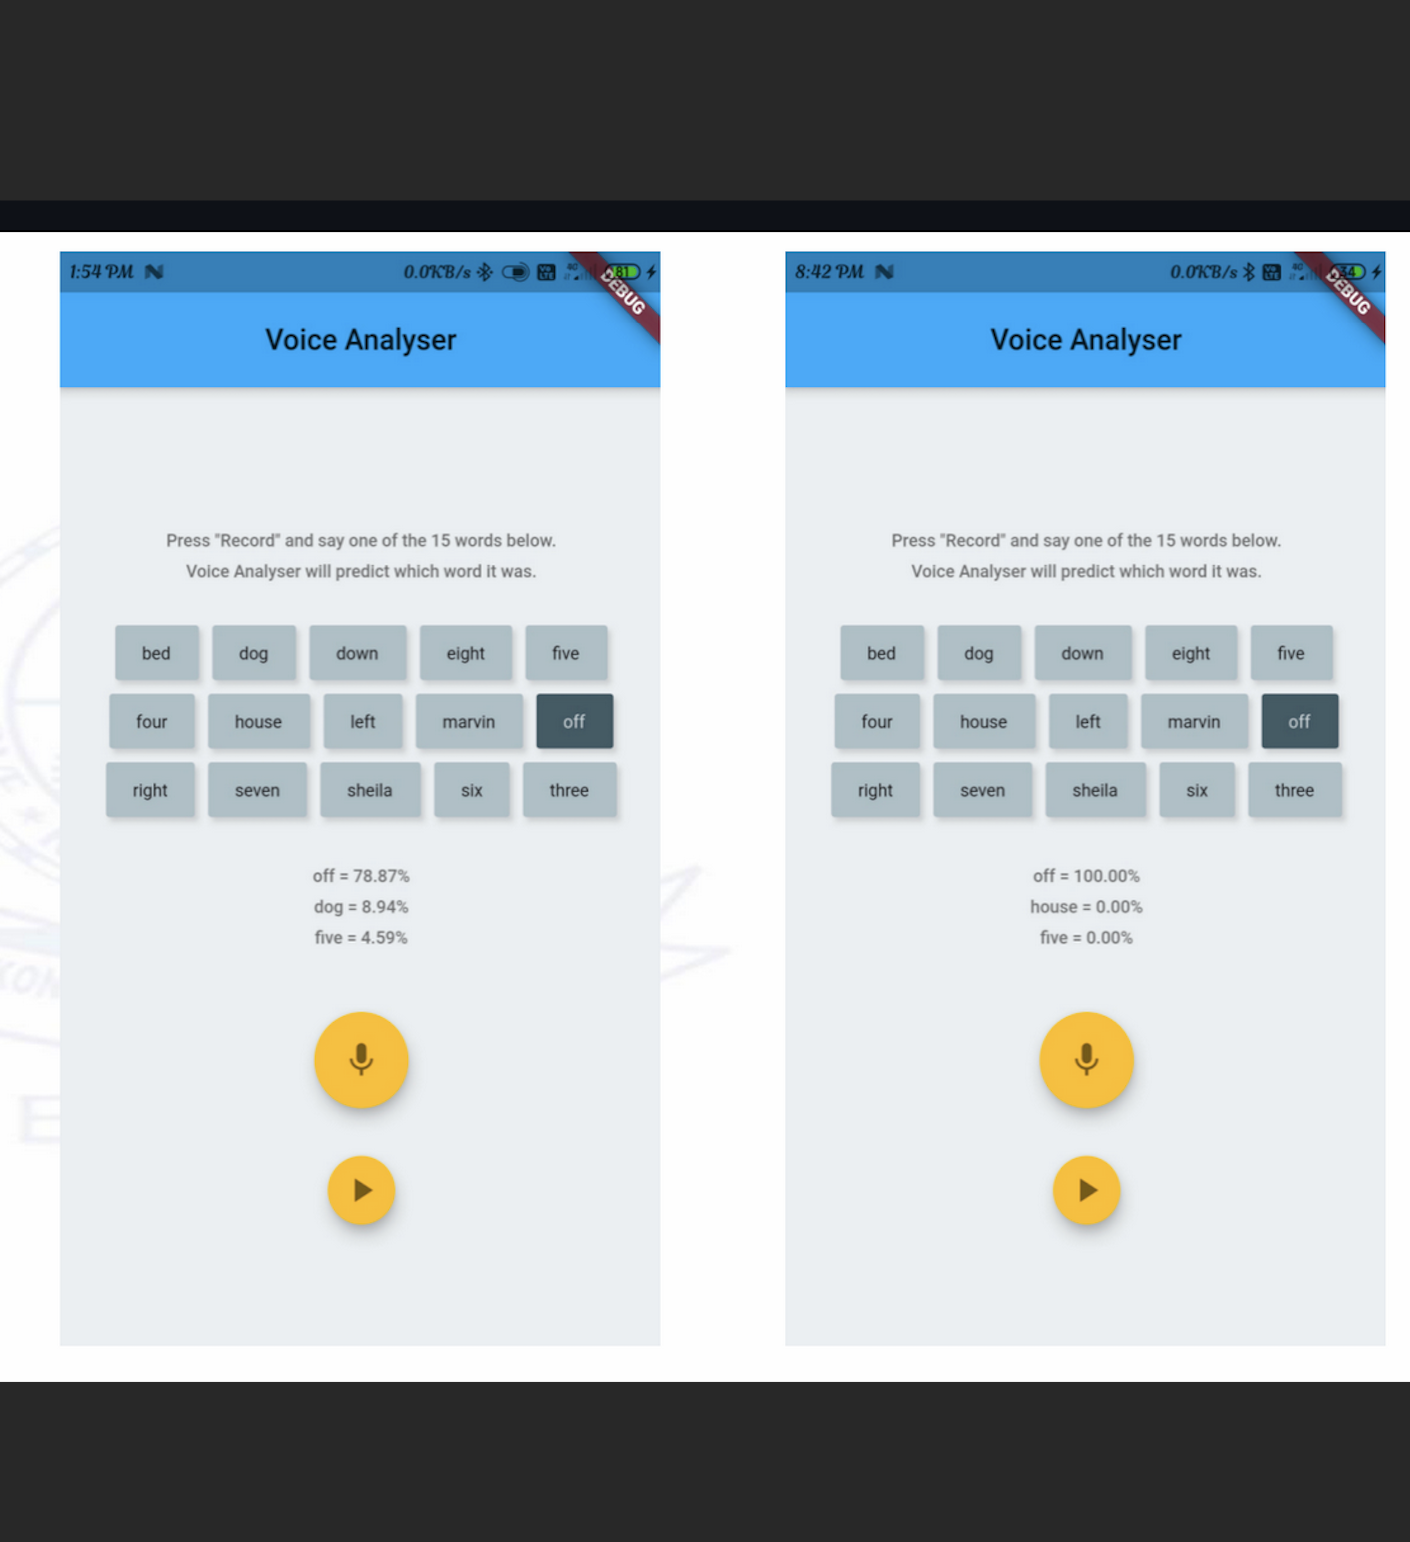 1:54 PM 0.0KB/s 81
DEBUG
Voice Analyser
Press "Record" and say one of the 15 words below.
Voice Analyser will predict which word it was.
bed dog down eight five
four house left marvin off
right seven sheila six three
off = 78.87%
dog = 8.94%
five = 4.59%
8:42 PM 0.0KB/s 34
DEBUG
Voice Analyser
Press "Record" and say one of the 15 words below.
Voice Analyser will predict which word it was.
bed dog down eight five
four house left marvin off
right seven sheila six three
off = 100.00%
house = 0.00%
five = 0.00%